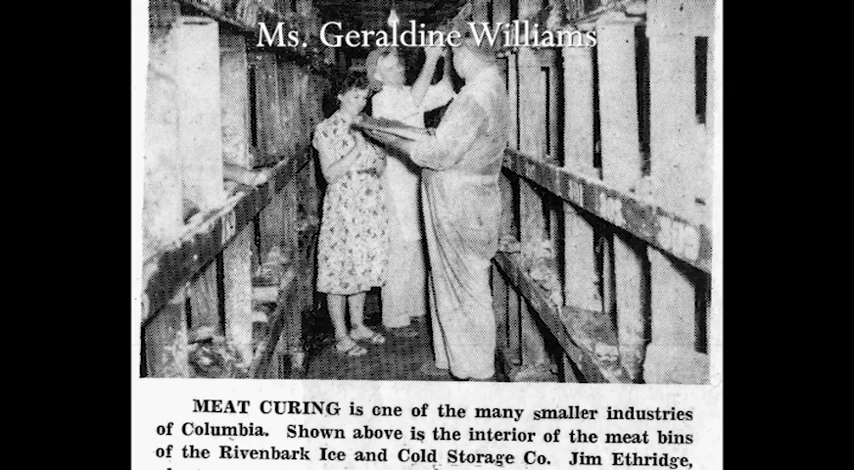 Ms. Geraldine Williams
MEAT CURING is one of the many smaller industries
of Columbia. Shown above is the interior of the meat bins
of the Rivenbark Ice and Cold Storage Co. Jim Ethridge,